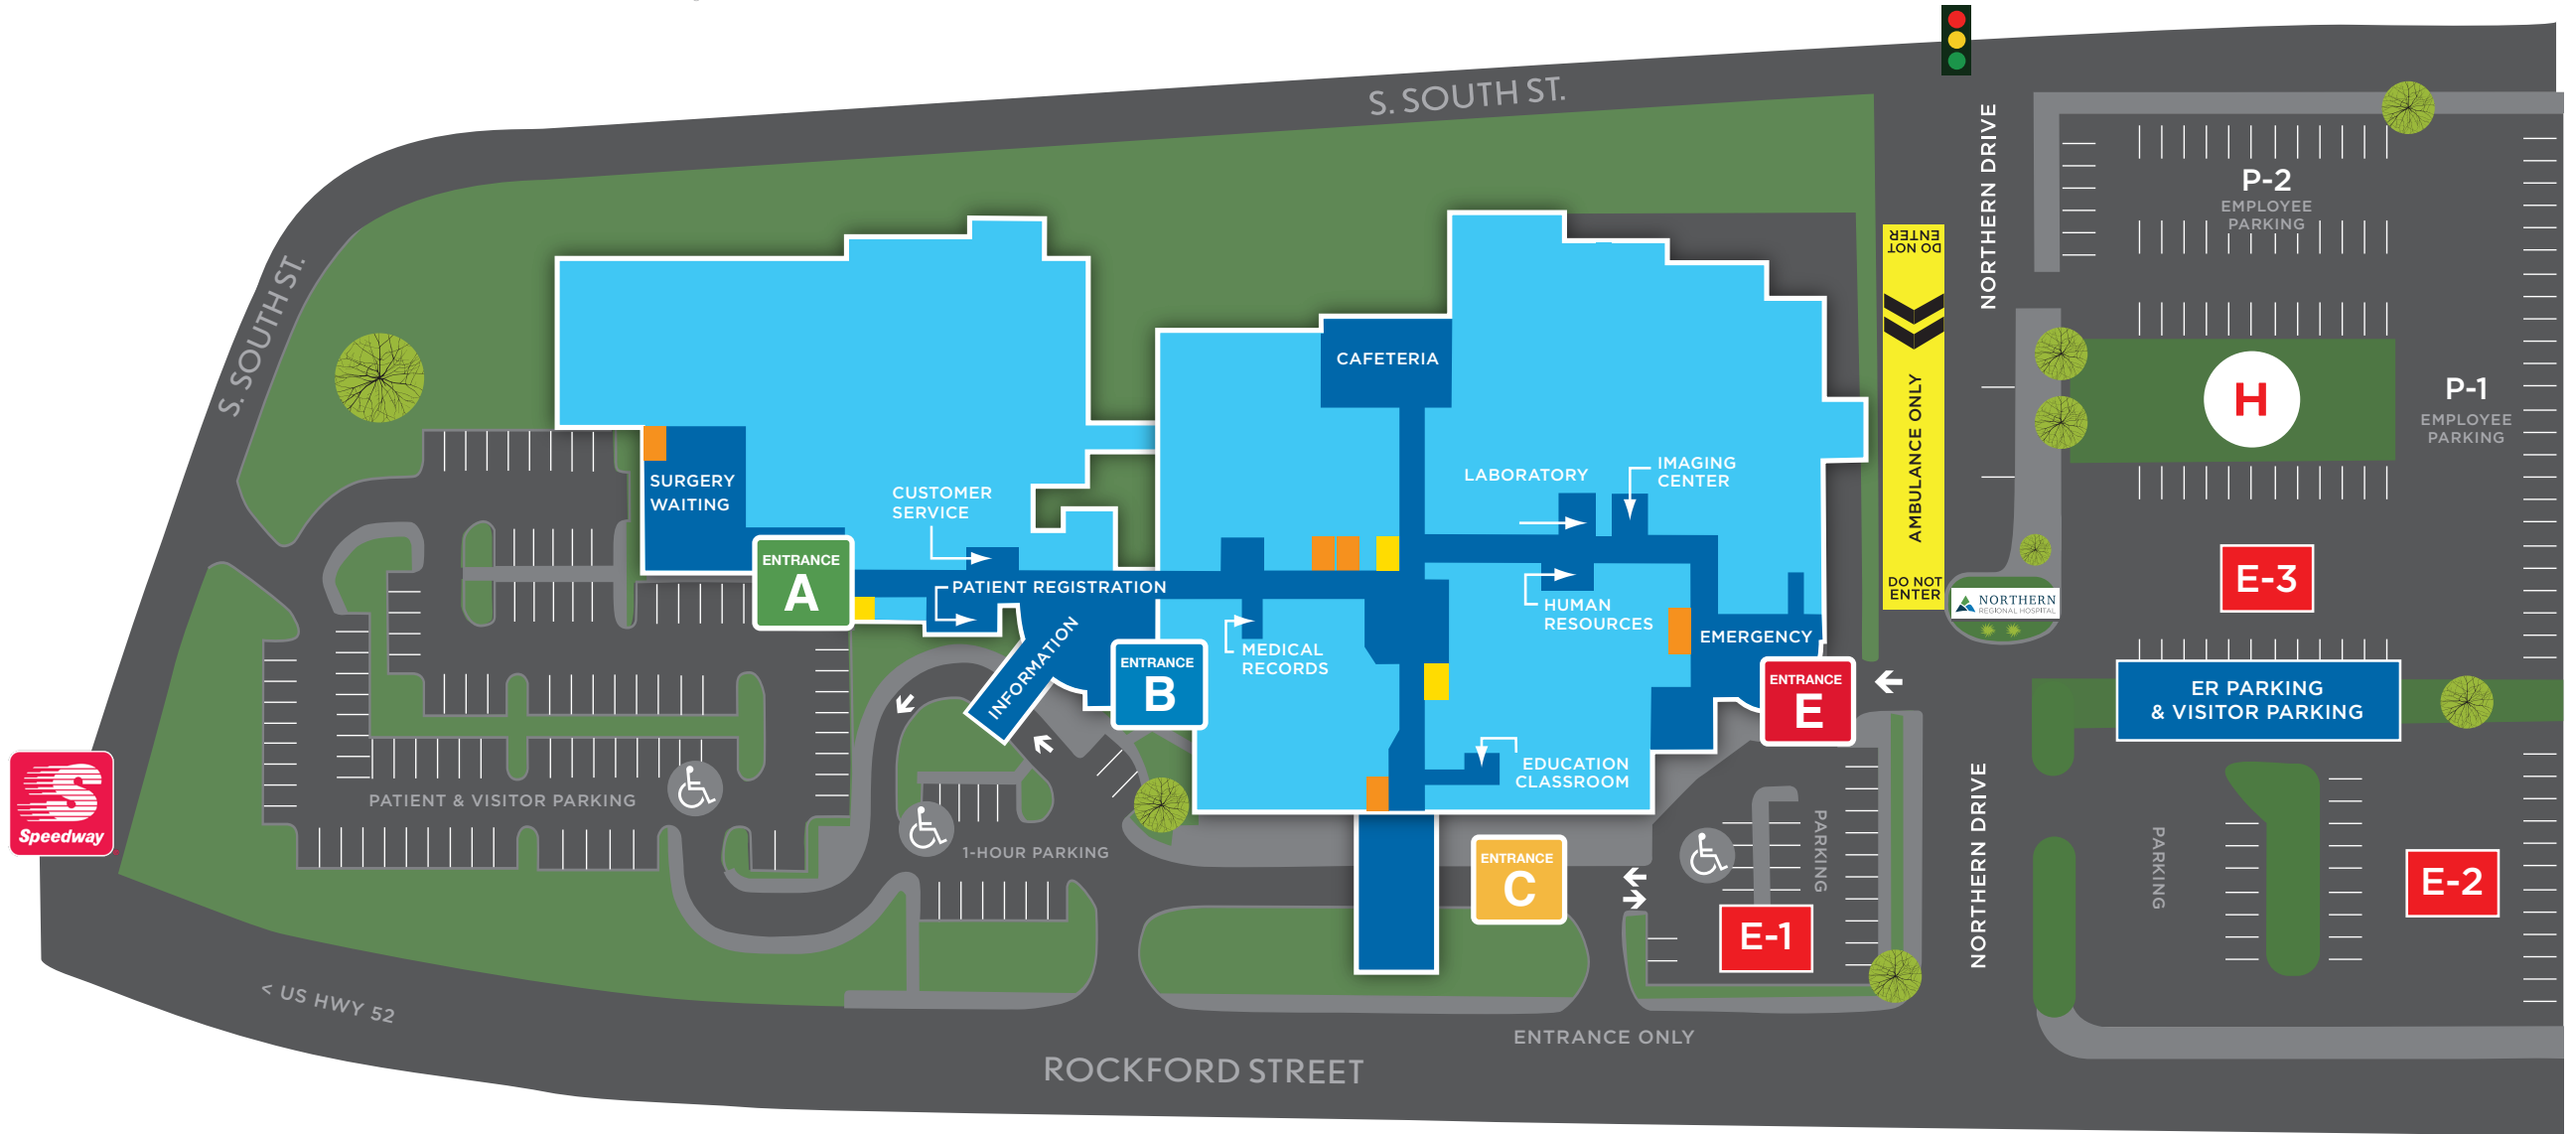 S. SOUTH ST.
NORTHERN DRIVE
P-2
EMPLOYEE
PARKING
DO NOT
ENTER
S. SOUTH ST.
CAFETERIA
H
P-1
EMPLOYEE
PARKING
AMBULANCE ONLY
SURGERY
WAITING
CUSTOMER
SERVICE
LABORATORY
IMAGING
CENTER
ENTRANCE
A
PATIENT REGISTRATION
INFORMATION
MEDICAL
RECORDS
HUMAN
RESOURCES
EMERGENCY
DO NOT
ENTER
NORTHERN
REGIONAL HOSPITAL
E-3
ENTRANCE
B
ENTRANCE
E
ER PARKING
& VISITOR PARKING
EDUCATION
CLASSROOM
Speedway
PATIENT & VISITOR PARKING
1-HOUR PARKING
ENTRANCE
C
PARKING
E-1
NORTHERN DRIVE
PARKING
E-2
< US HWY 52
ENTRANCE ONLY
ROCKFORD STREET